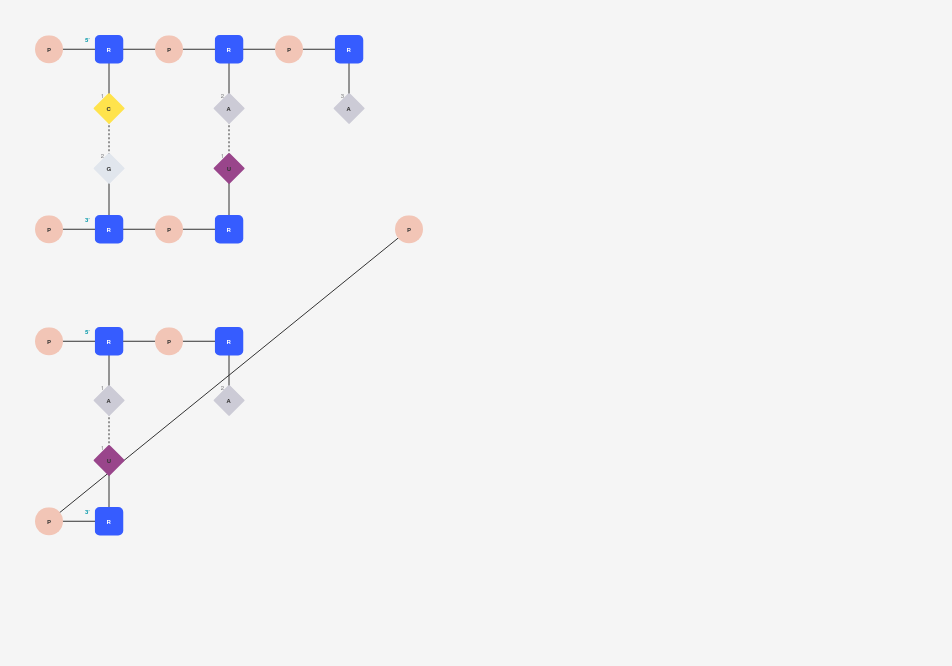 5'
P R P R P R
1 2 3
C A A
2 1
G U
3'
P R P R P
5'
P R P R
1 2
A A
1
U
3'
P R